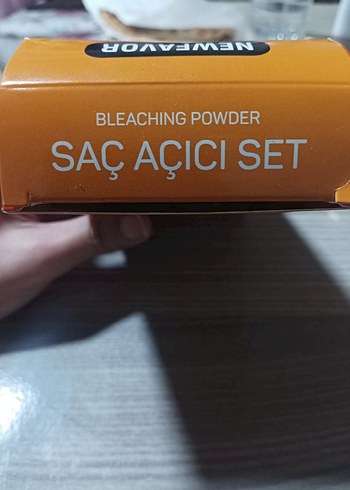 NEWFAVOR
BLEACHING POWDER
SAÇ AÇICI SET